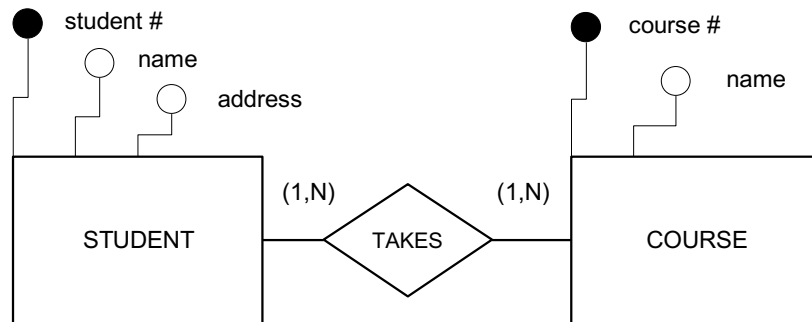 student #
name
address
course #
name
(1,N)
(1,N)
STUDENT
TAKES
COURSE